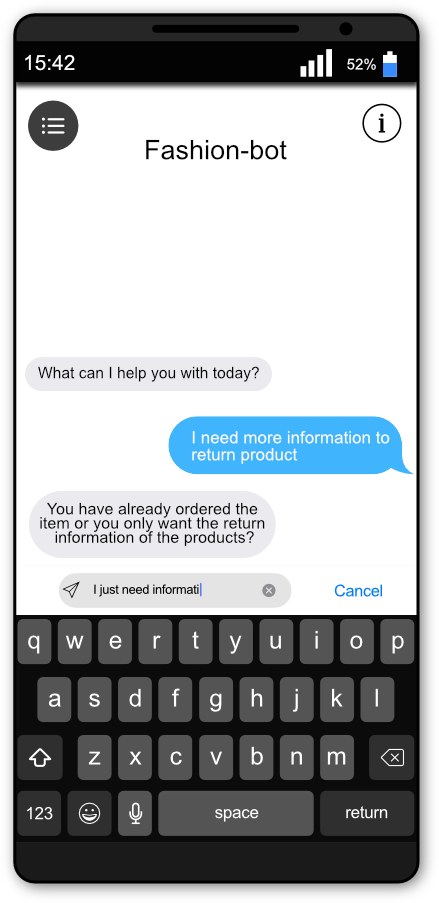 15:42
52%
i
Fashion-bot
What can I help you with today?
I need more information to
return product
You have already ordered the
item or you only want the return
information of the products?
I just need informati
Cancel
q w e r t y u i o p
a s d f g h j k l
z x c v b n m
123 space return